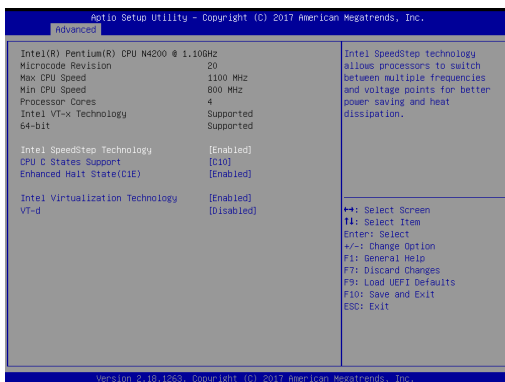 Aptio Setup Utility – Copyright (C) 2017 American Megatrends, Inc.
Advanced
Intel(R) Pentium(R) CPU N4200 @ 1.10GHz
Microcode Revision 20
Max CPU Speed 1100 MHz
Min CPU Speed 800 MHz
Processor Cores 4
Intel VT-x Technology Supported
64-bit Supported
Intel SpeedStep Technology [Enabled]
CPU C States Support [C10]
Enhanced Halt State(C1E) [Enabled]
Intel Virtualization Technology [Enabled]
VT-d [Disabled]
Intel SpeedStep technology
allows processors to switch
between multiple frequencies
and voltage points for better
power saving and heat
dissipation.
↔: Select Screen
↑↓: Select Item
Enter: Select
+/-: Change Option
F1: General Help
F7: Discard Changes
F9: Load UEFI Defaults
F10: Save and Exit
ESC: Exit
Version 2.18.1263. Copyright (C) 2017 American Megatrends, Inc.